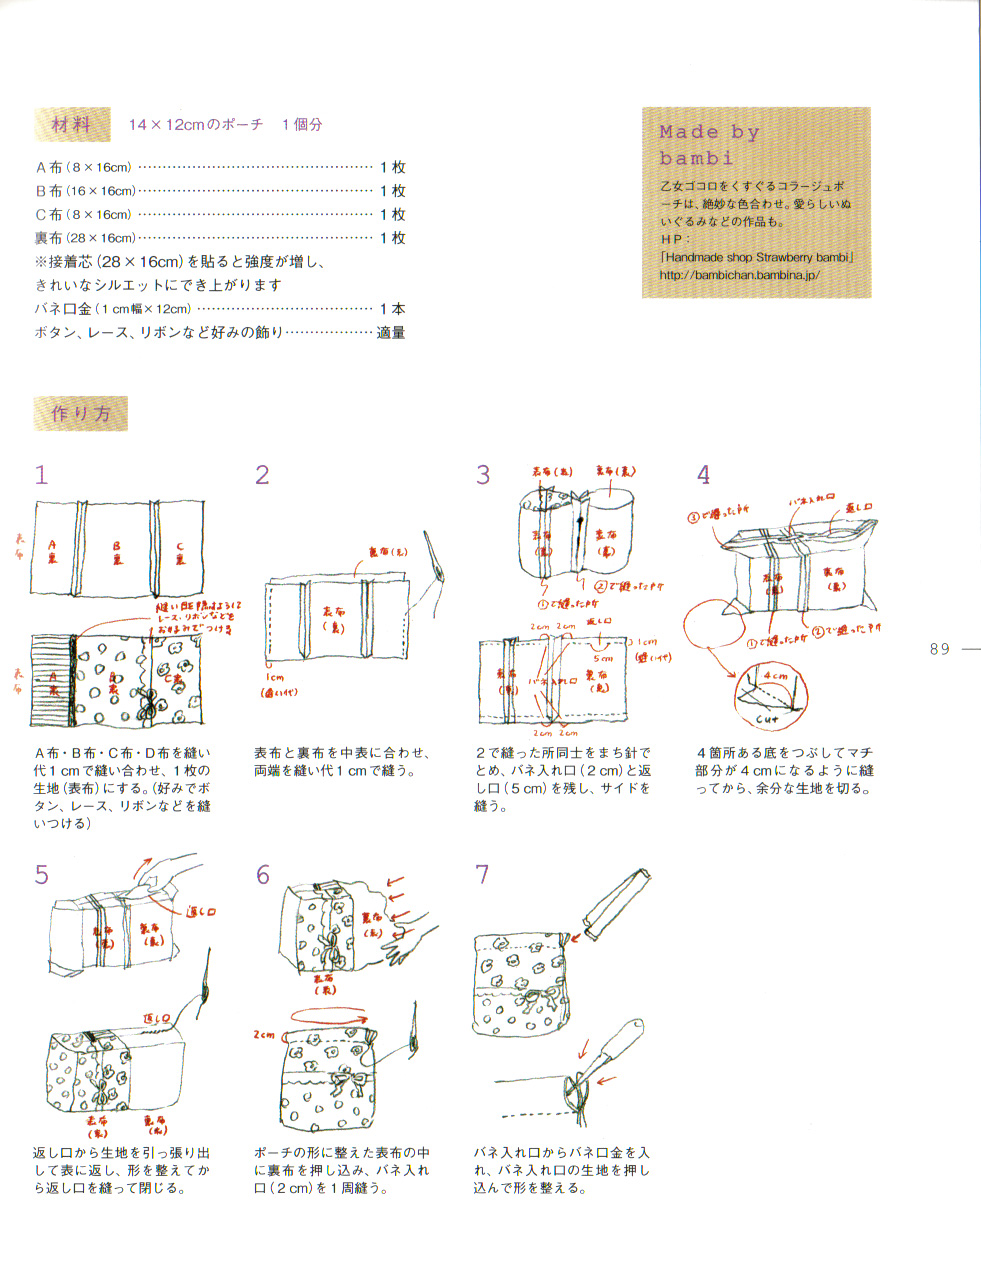 材料
14×12cmのポーチ　1個分
A布(8×16cm)………………………………………… 1枚
B布(16×16cm)………………………………………… 1枚
C布(8×16cm)………………………………………… 1枚
裏布(28×16cm)………………………………………… 1枚
※接着芯(28×16cm)を貼ると強度が増し、
きれいなシルエットにでき上がります
バネ口金(1cm幅×12cm)……………………………… 1本
ボタン、レース、リボンなど好みの飾り……………… 適量
Made by
bambi
乙女ゴコロをくすぐるコラージュポ
ーチは、絶妙な色合わせ。愛らしいぬ
いぐるみなどの作品も。
HP：
「Handmade shop Strawberry bambi」
http://bambichan.bambina.jp/
作り方
1
表布
A裏
B裏
C裏
縫い目を隠すようにして
レース、リボンなどを
お好みでつける
表布
A表
B表
C表
A布・B布・C布・D布を縫い
代1cmで縫い合わせ、1枚の
生地(表布)にする。(好みでボ
タン、レース、リボンなどを縫
いつける)
2
裏布(表)
表布(裏)
1cm
(縫い代)
表布と裏布を中表に合わせ、
両端を縫い代1cmで縫う。
3
表布(表)
裏布(表)
表布(裏)
裏布(裏)
②で縫った所
①で縫った所
2cm
2cm
返し口
1cm
(縫い代)
5cm
バネ入れ口
表布(裏)
裏布(裏)
2cm
2cm
2で縫った所同士をまち針で
とめ、バネ入れ口(2cm)と返
し口(5cm)を残し、サイドを
縫う。
4
③で縫った所
バネ入れ口
返し口
表布(裏)
裏布(裏)
①で縫った所
②で縫った所
4cm
cut
4箇所ある底をつぶしてマチ
部分が4cmになるように縫
ってから、余分な生地を切る。
89
5
返し口
表布(裏)
裏布(裏)
返し口
表布(表)
裏布(表)
返し口から生地を引っ張り出
して表に返し、形を整えてか
ら返し口を縫って閉じる。
6
裏布(表)
表布(表)
2cm
ポーチの形に整えた表布の中
に裏布を押し込み、バネ入れ
口(2cm)を1周縫う。
7
バネ入れ口からバネ口金を入
れ、バネ入れ口の生地を押し
込んで形を整える。